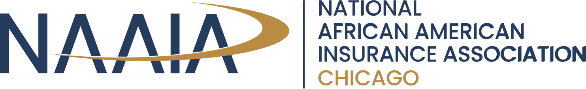 NAAIA
NATIONAL
AFRICAN AMERICAN
INSURANCE ASSOCIATION
CHICAGO